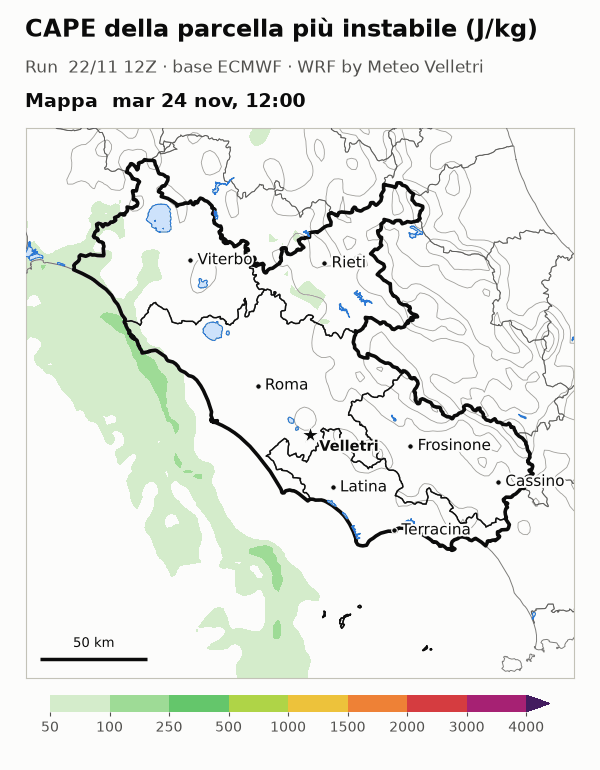 CAPE della parcella più instabile (J/kg)
Run  22/11 12Z · base ECMWF · WRF by Meteo Velletri
Mappa  mar 24 nov, 12:00
Viterbo
Rieti
Roma
Velletri
Frosinone
Latina
Cassino
Terracina
50 km
50 100 250 500 1000 1500 2000 3000 4000